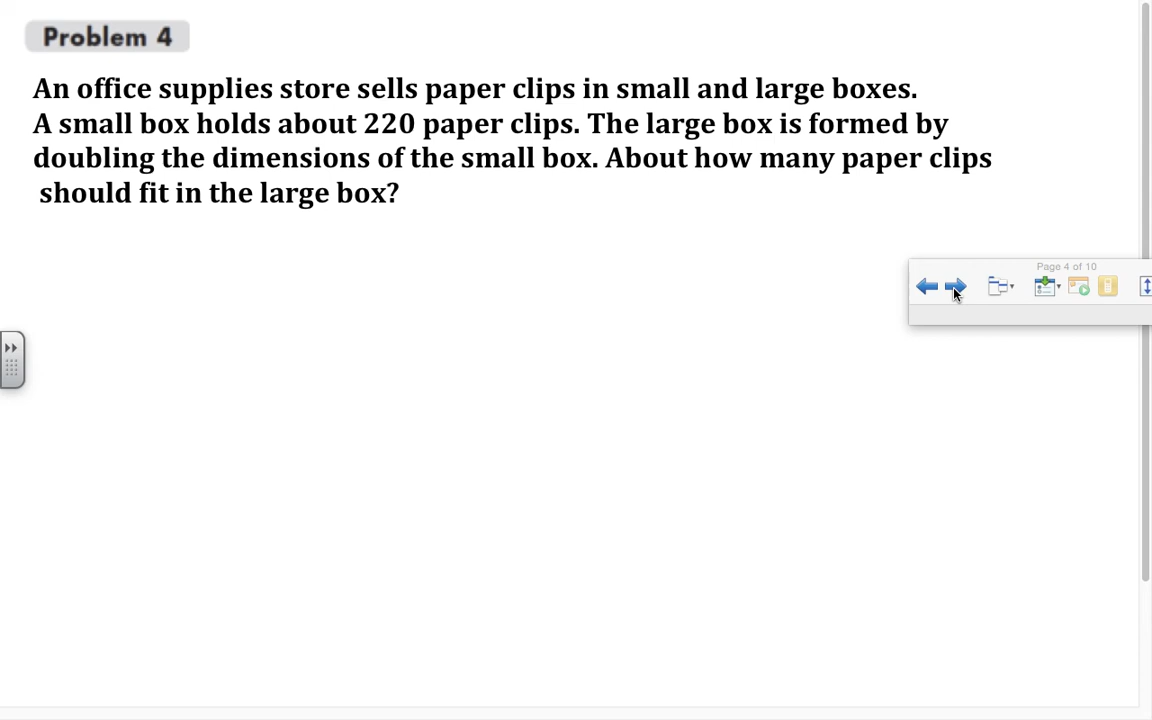 Problem 4
An office supplies store sells paper clips in small and large boxes.
A small box holds about 220 paper clips. The large box is formed by
doubling the dimensions of the small box. About how many paper clips
should fit in the large box?
Page 4 of 10